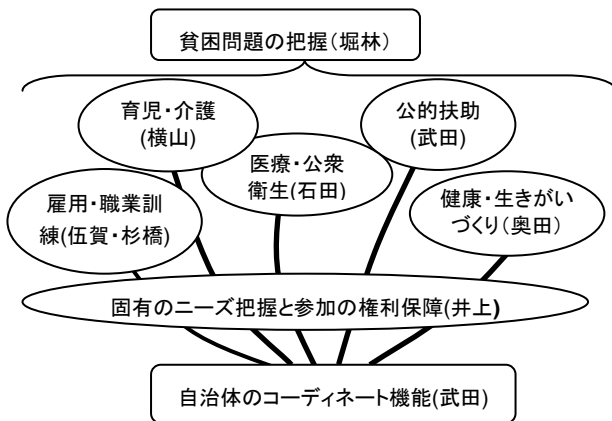 貧困問題の把握(堀林)
育児・介護
(横山)
公的扶助
(武田)
医療・公衆
衛生(石田)
雇用・職業訓
練(伍賀・杉橋)
健康・生きがい
づくり(奥田)
固有のニーズ把握と参加の権利保障(井上)
自治体のコーディネート機能(武田)